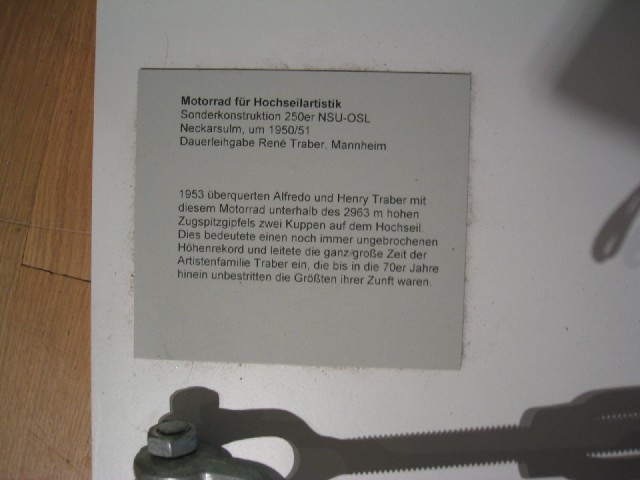 Motorrad für Hochseilartistik
Sonderkonstruktion 250er NSU-OSL
Neckarsulm, um 1950/51
Dauerleihgabe René Traber, Mannheim
1953 überquerten Alfredo und Henry Traber mit
diesem Motorrad unterhalb des 2963 m hohen
Zugspitzgipfels zwei Kuppen auf dem Hochseil.
Dies bedeutete einen noch immer ungebrochenen
Höhenrekord und leitete die ganz große Zeit der
Artistenfamilie Traber ein, die bis in die 70er Jahre
hinein unbestritten die Größten ihrer Zunft waren.